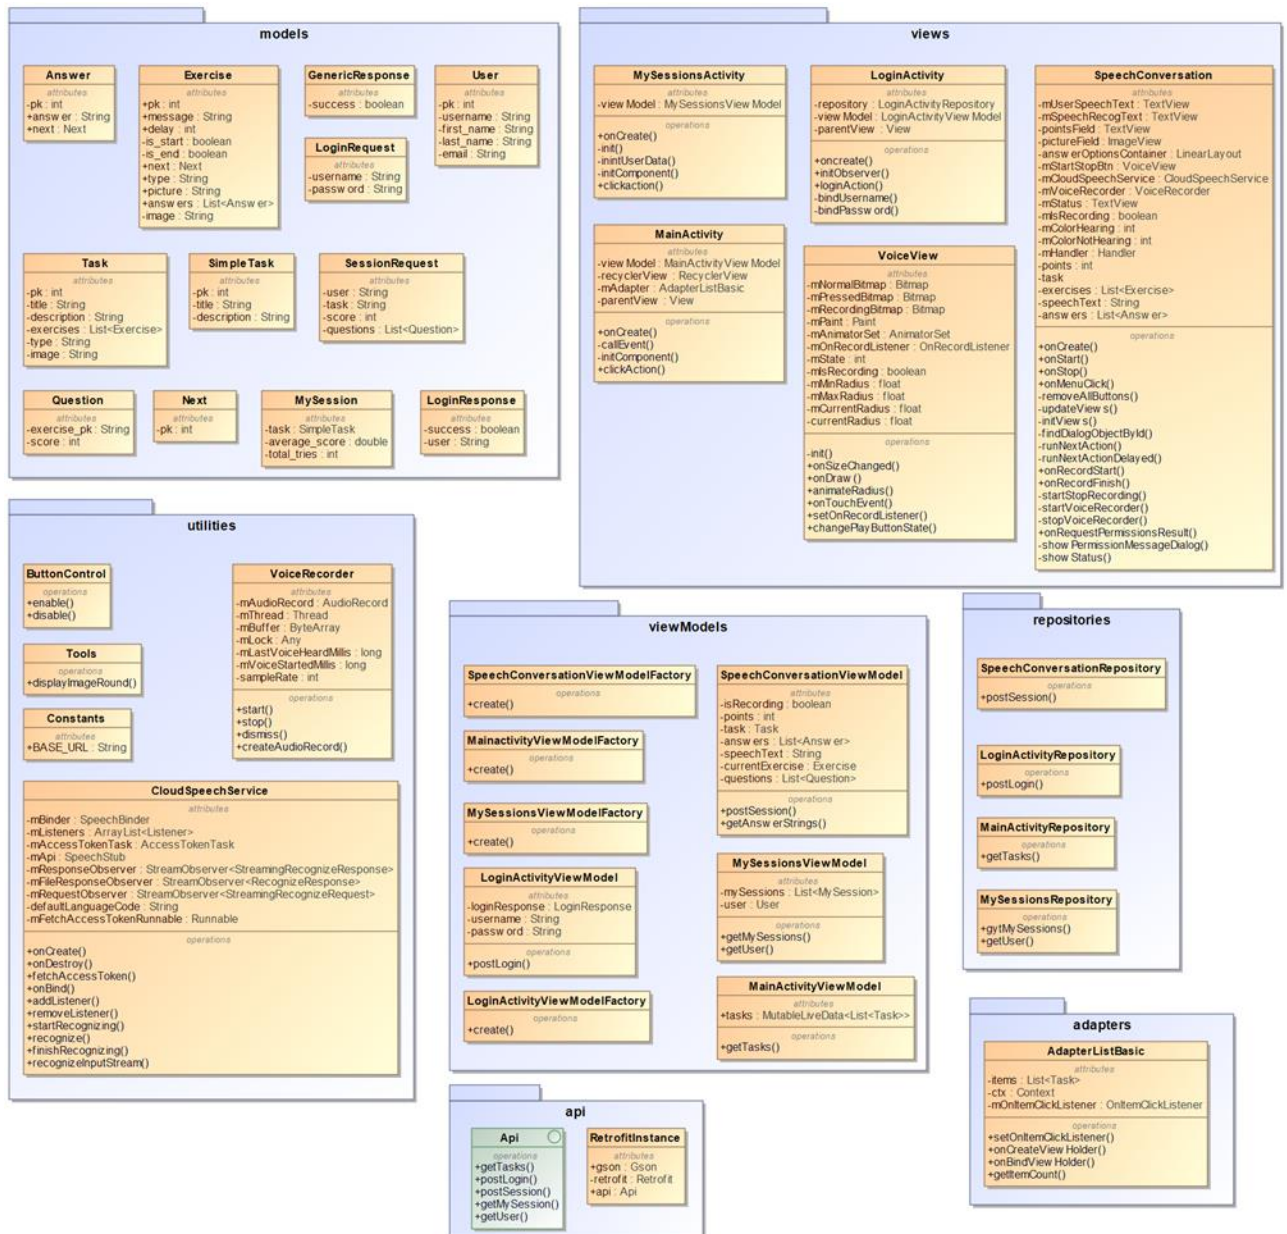 models
Answer
attributes
-pk : int
+answer : String
+next : Next
Exercise
attributes
+pk : int
+message : String
+delay : int
-is_start : boolean
-is_end : boolean
+next : Next
+type : String
+picture : String
+answers : List<Answer>
-image : String
GenericResponse
attributes
-success : boolean
User
attributes
-pk : int
-username : String
-first_name : String
-last_name : String
-email : String
LoginRequest
attributes
-username : String
-password : String
Task
attributes
-pk : int
-title : String
-description : String
-exercises : List<Exercise>
-type : String
-image : String
SimpleTask
attributes
-pk : int
-title : String
-description : String
SessionRequest
attributes
-user : String
-task : String
-score : int
-questions : List<Question>
Question
attributes
-exercise_pk : String
-score : int
Next
attributes
-pk : int
MySession
attributes
-task : SimpleTask
-average_score : double
-total_tries : int
LoginResponse
attributes
-success : boolean
-user : String
views
MySessionsActivity
attributes
-view Model : MySessionsView Model
operations
+onCreate()
-init()
-inintUserData()
-initComponent()
+clickaction()
LoginActivity
attributes
-repository : LoginActivityRepository
-view Model : LoginActivityView Model
-parentView : View
operations
+oncreate()
+initObserver()
+loginAction()
-bindUsername()
-bindPassword()
SpeechConversation
attributes
-mUserSpeechText : TextView
-mSpeechRecogText : TextView
-pointsField : TextView
-pictureField : ImageView
-answerOptionsContainer : LinearLayout
-mStartStopBtn : VoiceView
-mCloudSpeechService : CloudSpeechService
-mVoiceRecorder : VoiceRecorder
-mStatus : TextView
-mIsRecording : boolean
-mColorHearing : int
-mColorNotHearing : int
-mHandler : Handler
-points : int
-task
-exercises : List<Exercise>
-speechText : String
-answers : List<Answer>
operations
+onCreate()
+onStart()
+onStop()
-onMenuClick()
-removeAllButtons()
-updateViews()
-initViews()
-findDialogObjectById()
-runNextAction()
-runNextActionDelayed()
+onRecordStart()
+onRecordFinish()
-startStopRecording()
-startVoiceRecorder()
-stopVoiceRecorder()
+onRequestPermissionsResult()
-show PermissionMessageDialog()
-show Status()
MainActivity
attributes
-view Model : MainActivityView Model
-recyclerView : RecyclerView
-mAdapter : AdapterListBasic
-parentView : View
operations
+onCreate()
-callEvent()
-initComponent()
+clickAction()
VoiceView
attributes
-mNormalBitmap : Bitmap
-mPressedBitmap : Bitmap
-mRecordingBitmap : Bitmap
-mPaint : Paint
-mAnimatorSet : AnimatorSet
-mOnRecordListener : OnRecordListener
-mState : int
-mIsRecording : boolean
-mMinRadius : float
-mMaxRadius : float
-mCurrentRadius : float
-currentRadius : float
operations
-init()
+onSizeChanged()
+onDraw()
+animateRadius()
+onTouchEvent()
+setOnRecordListener()
+changePlayButtonState()
utilities
ButtonControl
operations
+enable()
+disable()
Tools
operations
+displayImageRound()
Constants
attributes
+BASE_URL : String
VoiceRecorder
attributes
-mAudioRecord : AudioRecord
-mThread : Thread
-mBuffer : ByteArray
-mLock : Any
-mLastVoiceHeardMillis : long
-mVoiceStartedMillis : long
-sampleRate : int
operations
+start()
+stop()
+dismiss()
+createAudioRecord()
CloudSpeechService
attributes
-mBinder : SpeechBinder
-mListeners : ArrayList<Listener>
-mAccessTokenTask : AccessTokenTask
-mApi : SpeechStub
-mResponseObserver : StreamObserver<StreamingRecognizeResponse>
-mFileResponseObserver : StreamObserver<RecognizeResponse>
-mRequestObserver : StreamObserver<StreamingRecognizeRequest>
-defaultLanguageCode : String
-mFetchAccessTokenRunnable : Runnable
operations
+onCreate()
+onDestroy()
+fetchAccessToken()
+onBind()
+addListener()
+removeListener()
+startRecognizing()
+recognize()
+finishRecognizing()
+recognizeInputStream()
viewModels
SpeechConversationViewModelFactory
operations
+create()
MainactivityViewModelFactory
operations
+create()
MySessionsViewModelFactory
operations
+create()
LoginActivityViewModel
attributes
-loginResponse : LoginResponse
-username : String
-password : String
operations
+postLogin()
LoginActivityViewModelFactory
operations
+create()
SpeechConversationViewModel
attributes
-isRecording : boolean
-points : int
-task : Task
-answers : List<Answer>
-speechText : String
-currentExercise : Exercise
-questions : List<Question>
operations
+postSession()
+getAnswerStrings()
MySessionsViewModel
attributes
-mySessions : List<MySession>
-user : User
operations
+getMySessions()
+getUser()
MainActivityViewModel
attributes
+tasks : MutableLiveData<List<Task>>
operations
+getTasks()
repositories
SpeechConversationRepository
operations
+postSession()
LoginActivityRepository
operations
+postLogin()
MainActivityRepository
operations
+getTasks()
MySessionsRepository
operations
+gytMySessions()
+getUser()
adapters
AdapterListBasic
attributes
-items : List<Task>
-ctx : Context
-mOnItemClickListener : OnItemClickListener
operations
+setOnItemClickListener()
+onCreateView Holder()
+onBindView Holder()
+getItemCount()
api
Api
operations
+getTasks()
+postLogin()
+postSession()
+getMySession()
+getUser()
RetrofitInstance
attributes
+gson : Gson
-retrofit : Retrofit
+api : Api